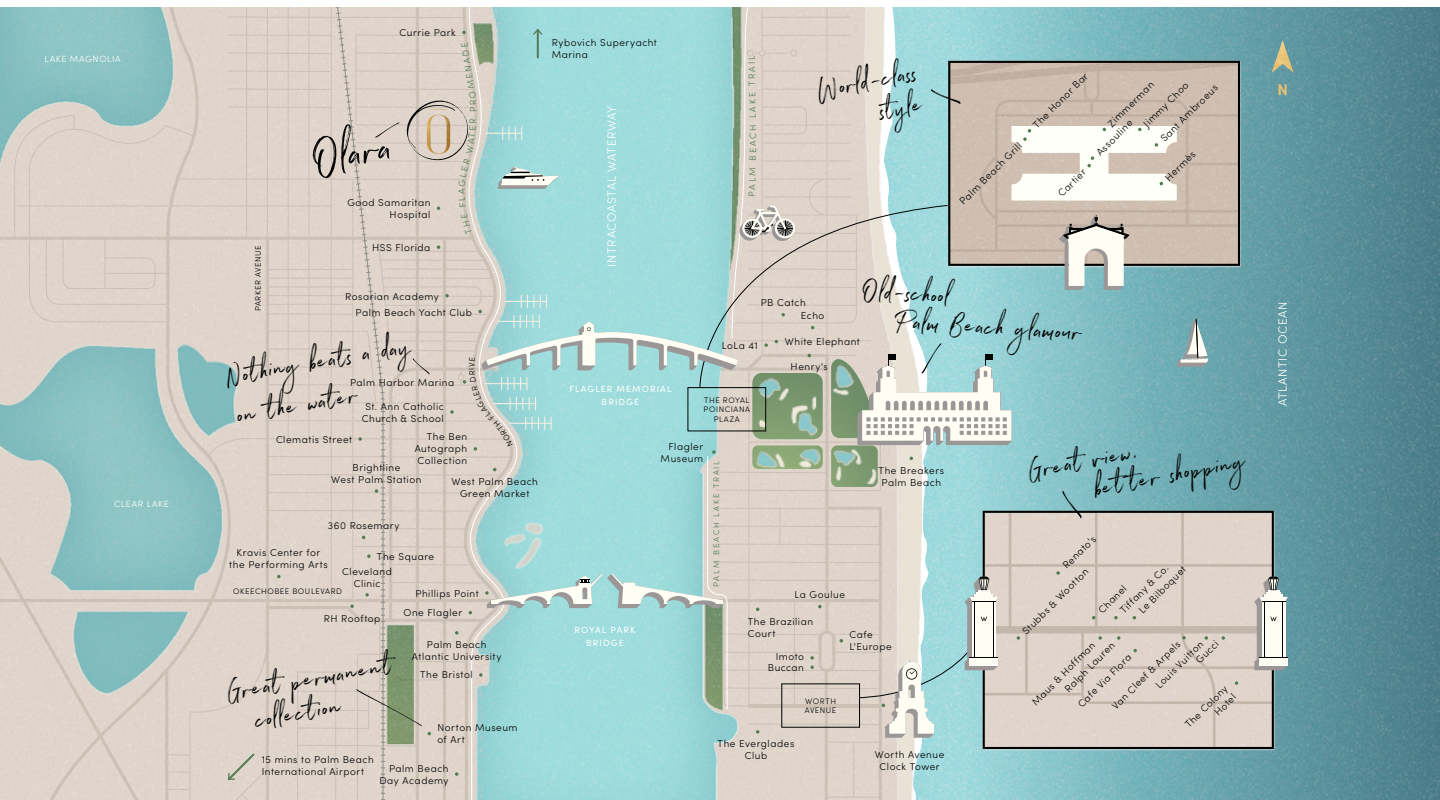 Currie Park
Rybovich Superyacht
Marina
LAKE MAGNOLIA
THE FLAGLER WATER PROMENADE
Olara
O
INTRACOASTAL WATERWAY
PALM BEACH LAKE TRAIL
World-class
style
The Honor Bar
Zimmerman
Jimmy Choo
Sant Ambroeus
Assouline
Palm Beach Grill
Cartier
Hermès
N
Good Samaritan
Hospital
HSS Florida
PARKER AVENUE
Rosarian Academy
Palm Beach Yacht Club
Nothing beats a day
on the water
Palm Harbor Marina
NORTH FLAGLER DRIVE
St. Ann Catholic
Church & School
Clematis Street
The Ben
Autograph
Collection
Brightline
West Palm Station
West Palm Beach
Green Market
CLEAR LAKE
FLAGLER MEMORIAL
BRIDGE
PB Catch
Echo
LoLa 41
White Elephant
Henry's
THE ROYAL
POINCIANA
PLAZA
Flagler
Museum
Old-school
Palm Beach glamour
ATLANTIC OCEAN
The Breakers
Palm Beach
Great view,
better shopping
360 Rosemary
Kravis Center for
the Performing Arts
The Square
Cleveland
Clinic
OKEECHOBEE BOULEVARD
Phillips Point
RH Rooftop
One Flagler
Palm Beach
Atlantic University
The Bristol
ROYAL PARK
BRIDGE
PALM BEACH LAKE TRAIL
La Goulue
The Brazilian
Court
Cafe
L'Europe
Imoto
Buccan
WORTH
AVENUE
The Everglades
Club
Worth Avenue
Clock Tower
Renato's
Stubbs & Wootton
Chanel
Tiffany & Co.
Le Bilboquet
W
W
Maus & Hoffman
Ralph Lauren
Cafe Via Flora
Van Cleef & Arpels
Louis Vuitton
Gucci
The Colony
Hotel
Great permanent
collection
Norton Museum
of Art
15 mins to Palm Beach
International Airport
Palm Beach
Day Academy